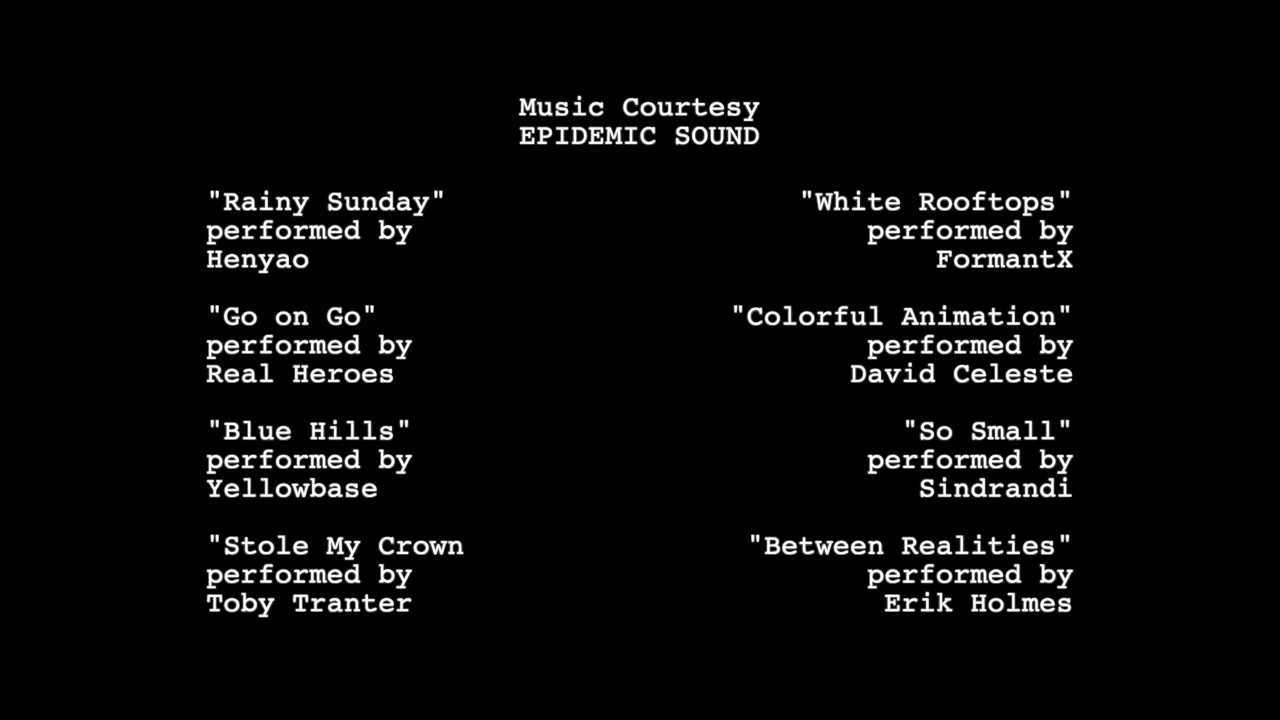 Music Courtesy
EPIDEMIC SOUND
"Rainy Sunday"
performed by
Henyao
"Go on Go"
performed by
Real Heroes
"Blue Hills"
performed by
Yellowbase
"Stole My Crown
performed by
Toby Tranter
"White Rooftops"
performed by
FormantX
"Colorful Animation"
performed by
David Celeste
"So Small"
performed by
Sindrandi
"Between Realities"
performed by
Erik Holmes